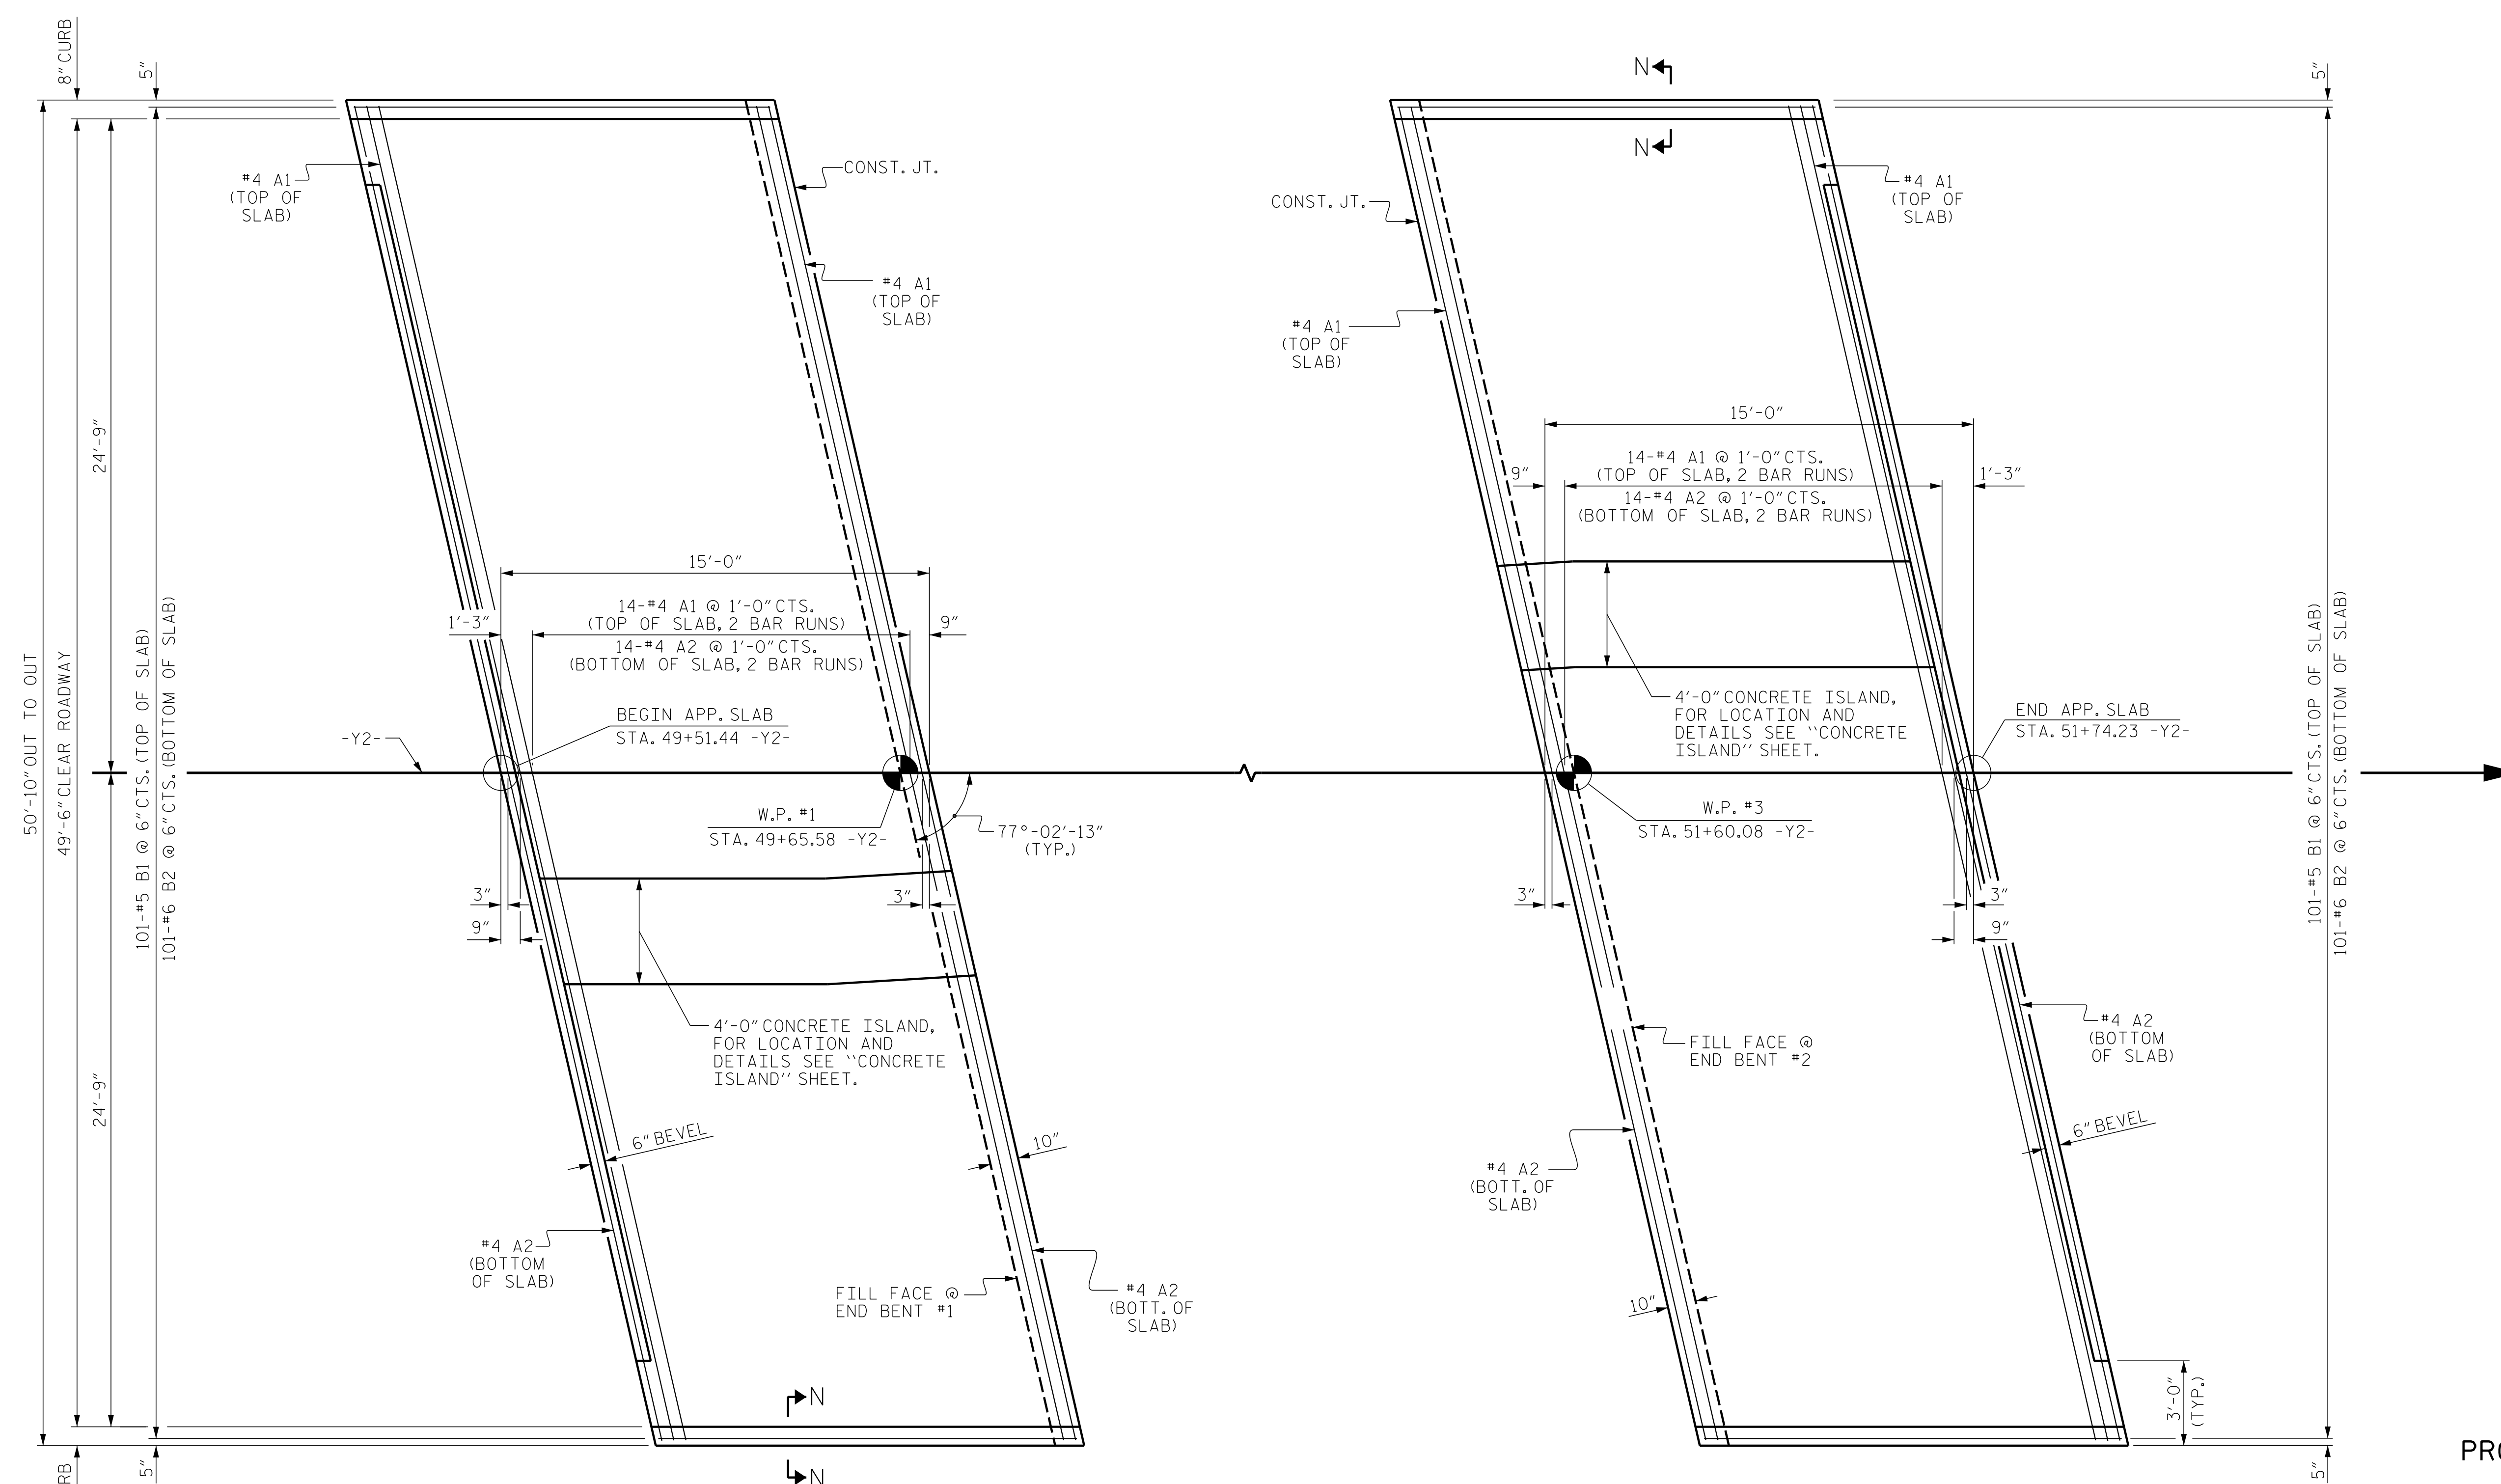 8" CURB
5"
50'-10" OUT TO OUT
49'-6" CLEAR ROADWAY
24'-9"
24'-9"
101-#5 B1 @ 6" CTS. (TOP OF SLAB)
101-#6 B2 @ 6" CTS. (BOTTOM OF SLAB)
RB
5"
#4 A1
(TOP OF
SLAB)
CONST. JT.
#4 A1
(TOP OF
SLAB)
15'-0"
1'-3"
14-#4 A1 @ 1'-0" CTS.
(TOP OF SLAB, 2 BAR RUNS)
14-#4 A2 @ 1'-0" CTS.
(BOTTOM OF SLAB, 2 BAR RUNS)
9"
BEGIN APP. SLAB
STA. 49+51.44 -Y2-
-Y2-
W.P. #1
STA. 49+65.58 -Y2-
77°-02'-13"
(TYP.)
3"
9"
3"
4'-0" CONCRETE ISLAND,
FOR LOCATION AND
DETAILS SEE ``CONCRETE
ISLAND'' SHEET.
6" BEVEL
10"
#4 A2
(BOTTOM
OF SLAB)
FILL FACE @
END BENT #1
#4 A2
(BOTT. OF
SLAB)
N
N
N
N
CONST. JT.
#4 A1
(TOP OF
SLAB)
#4 A1
(TOP OF
SLAB)
15'-0"
9"
14-#4 A1 @ 1'-0" CTS.
(TOP OF SLAB, 2 BAR RUNS)
14-#4 A2 @ 1'-0" CTS.
(BOTTOM OF SLAB, 2 BAR RUNS)
1'-3"
4'-0" CONCRETE ISLAND,
FOR LOCATION AND
DETAILS SEE ``CONCRETE
ISLAND'' SHEET.
END APP. SLAB
STA. 51+74.23 -Y2-
W.P. #3
STA. 51+60.08 -Y2-
3"
3"
9"
FILL FACE @
END BENT #2
#4 A2
(BOTTOM
OF SLAB)
6" BEVEL
#4 A2
(BOTT. OF
SLAB)
10"
3'-0"
(TYP.)
5"
101-#5 B1 @ 6" CTS. (TOP OF SLAB)
101-#6 B2 @ 6" CTS. (BOTTOM OF SLAB)
5"
PRO